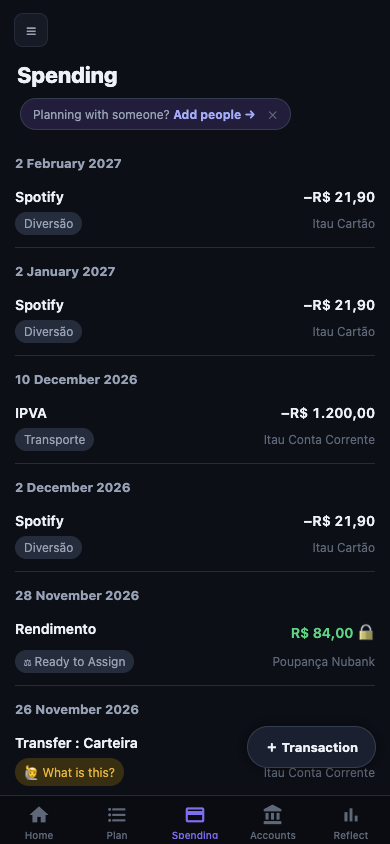 Spending
Planning with someone? Add people → ×
2 February 2027
Spotify −R$ 21,90
Diversão Itau Cartão
2 January 2027
Spotify −R$ 21,90
Diversão Itau Cartão
10 December 2026
IPVA −R$ 1.200,00
Transporte Itau Conta Corrente
2 December 2026
Spotify −R$ 21,90
Diversão Itau Cartão
28 November 2026
Rendimento R$ 84,00
Ready to Assign Poupança Nubank
26 November 2026
Transfer : Carteira
+ Transaction
What is this? Itau Conta Corrente
Home Plan Spending Accounts Reflect